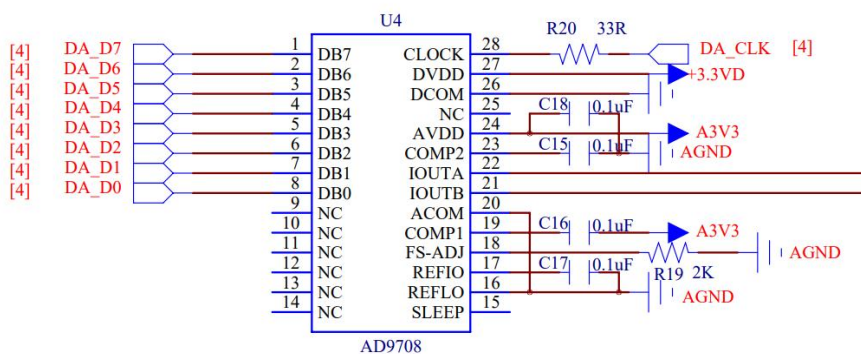 U4
[4] DA_D7 1 DB7 CLOCK 28 R20 33R DA_CLK [4]
[4] DA_D6 2 DB6 DVDD 27 +3.3VD
[4] DA_D5 3 DB5 DCOM 26
[4] DA_D4 4 DB4 NC 25 C18 0.1uF
[4] DA_D3 5 DB3 AVDD 24 A3V3
[4] DA_D2 6 DB2 COMP2 23 C15 0.1uF AGND
[4] DA_D1 7 DB1 IOUTA 22
[4] DA_D0 8 DB0 IOUTB 21
9 NC ACOM 20
10 NC COMP1 19 C16 0.1uF A3V3
11 NC FS-ADJ 18 R19 2K AGND
12 NC REFIO 17 C17 0.1uF
13 NC REFLO 16 AGND
14 NC SLEEP 15
AD9708